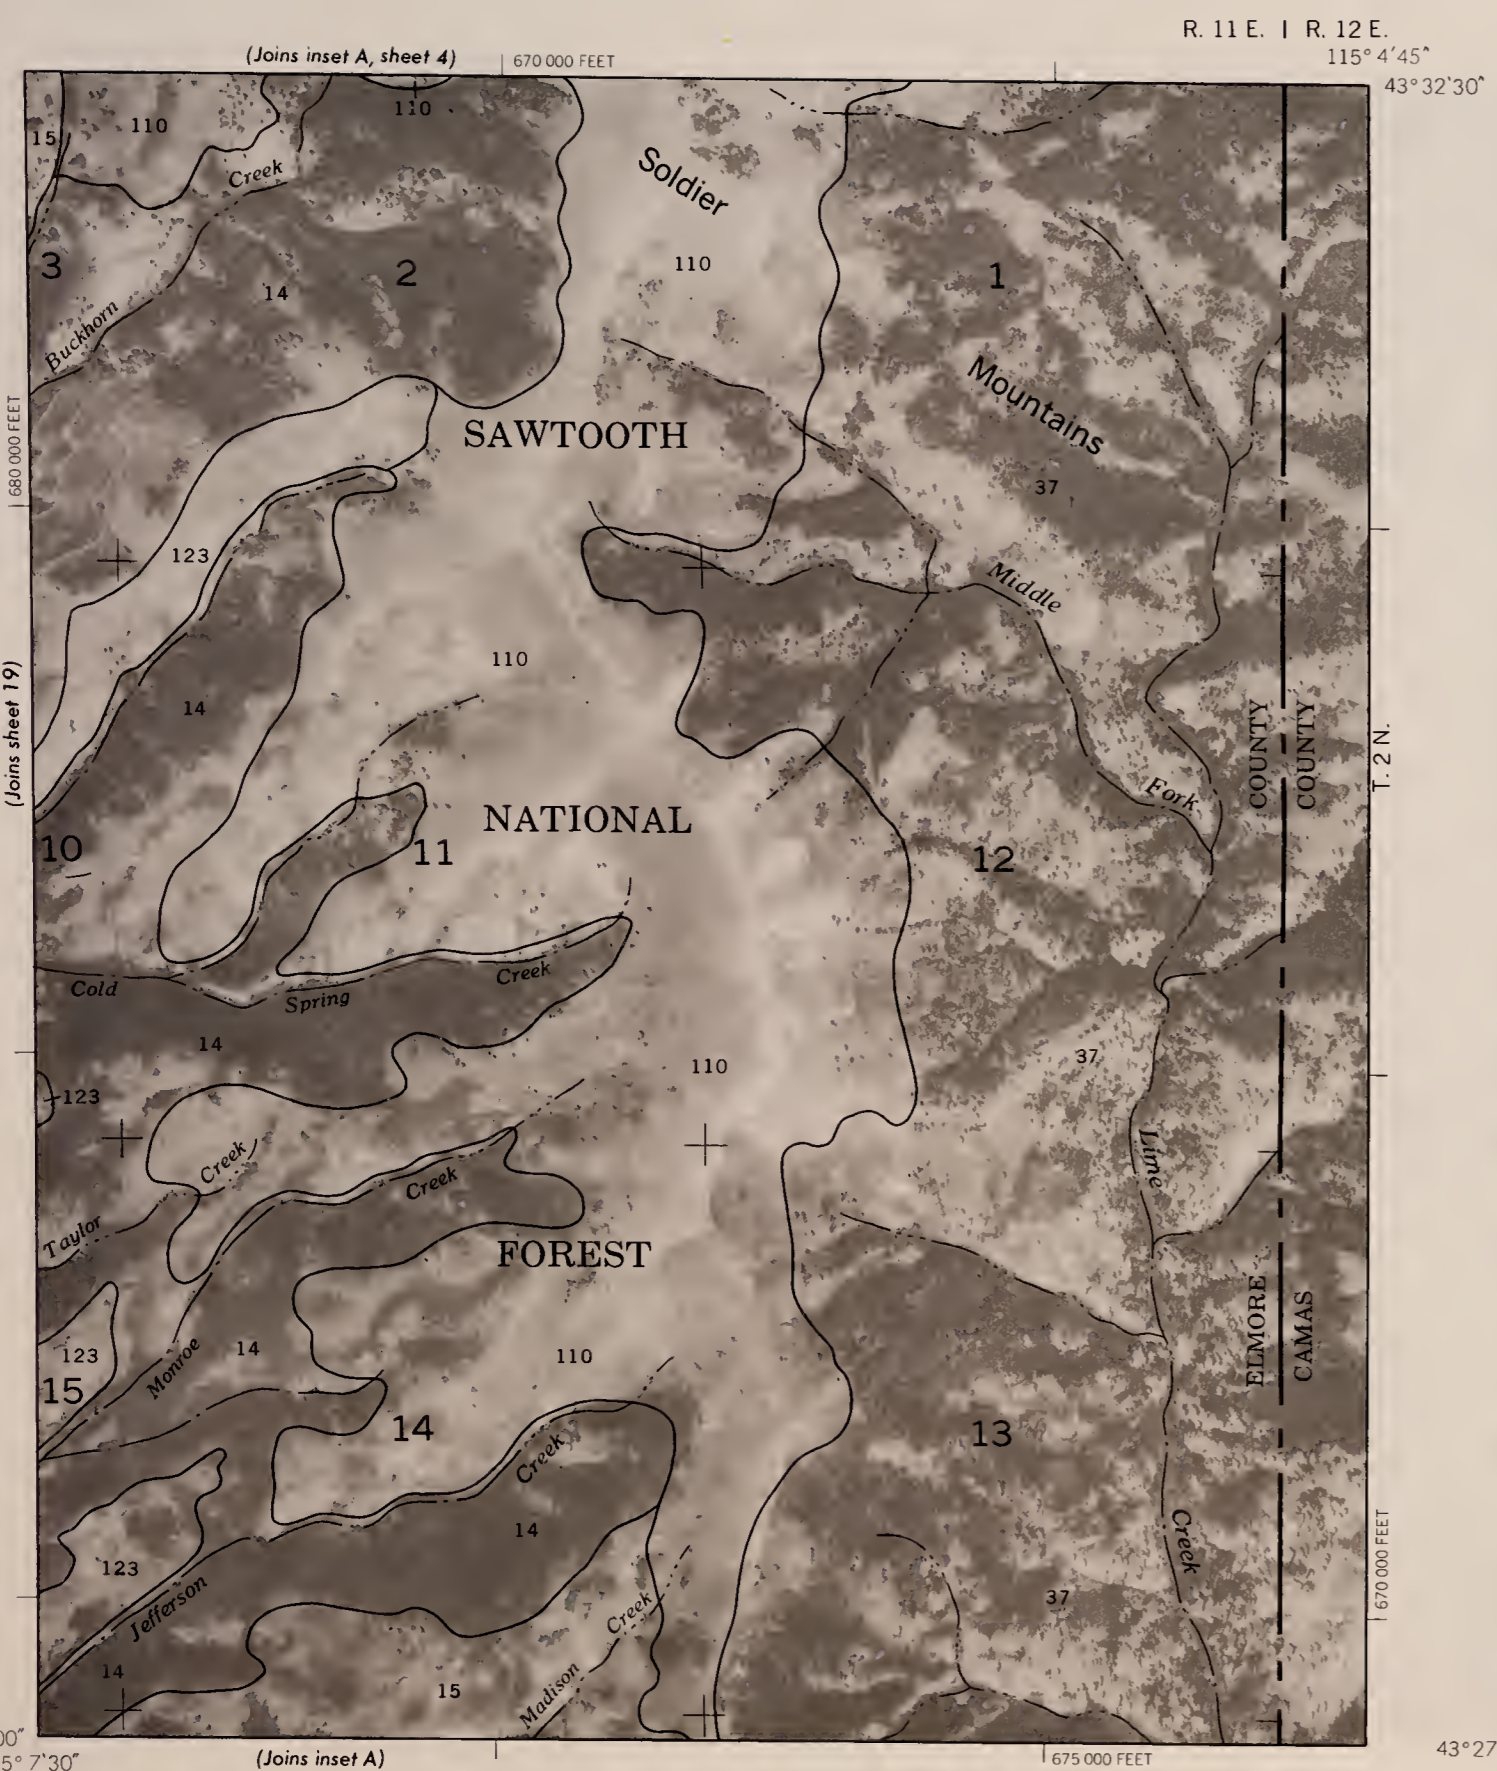 R. 11 E. | R. 12 E.
(Joins inset A, sheet 4)
670 000 FEET
115° 4′45″
43° 32′30″
110
15
110
Creek
Soldier
3
2
110
1
14
Buckhorn
Mountains
680 000 FEET
SAWTOOTH
37
123
Middle
110
(Joins sheet 19)
14
COUNTY
COUNTY
T. 2 N.
Fork
NATIONAL
10
11
12
Cold
Spring
Creek
14
37
110
123
Creek
Creek
Lime
Taylor
FOREST
ELMORE
CAMAS
123
14
110
Monroe
15
14
13
Creek
14
Creek
670 000 FEET
123
Jefferson
37
Creek
14
15
Madison
00″
5° 7′30″
(Joins inset A)
675 000 FEET
43°27